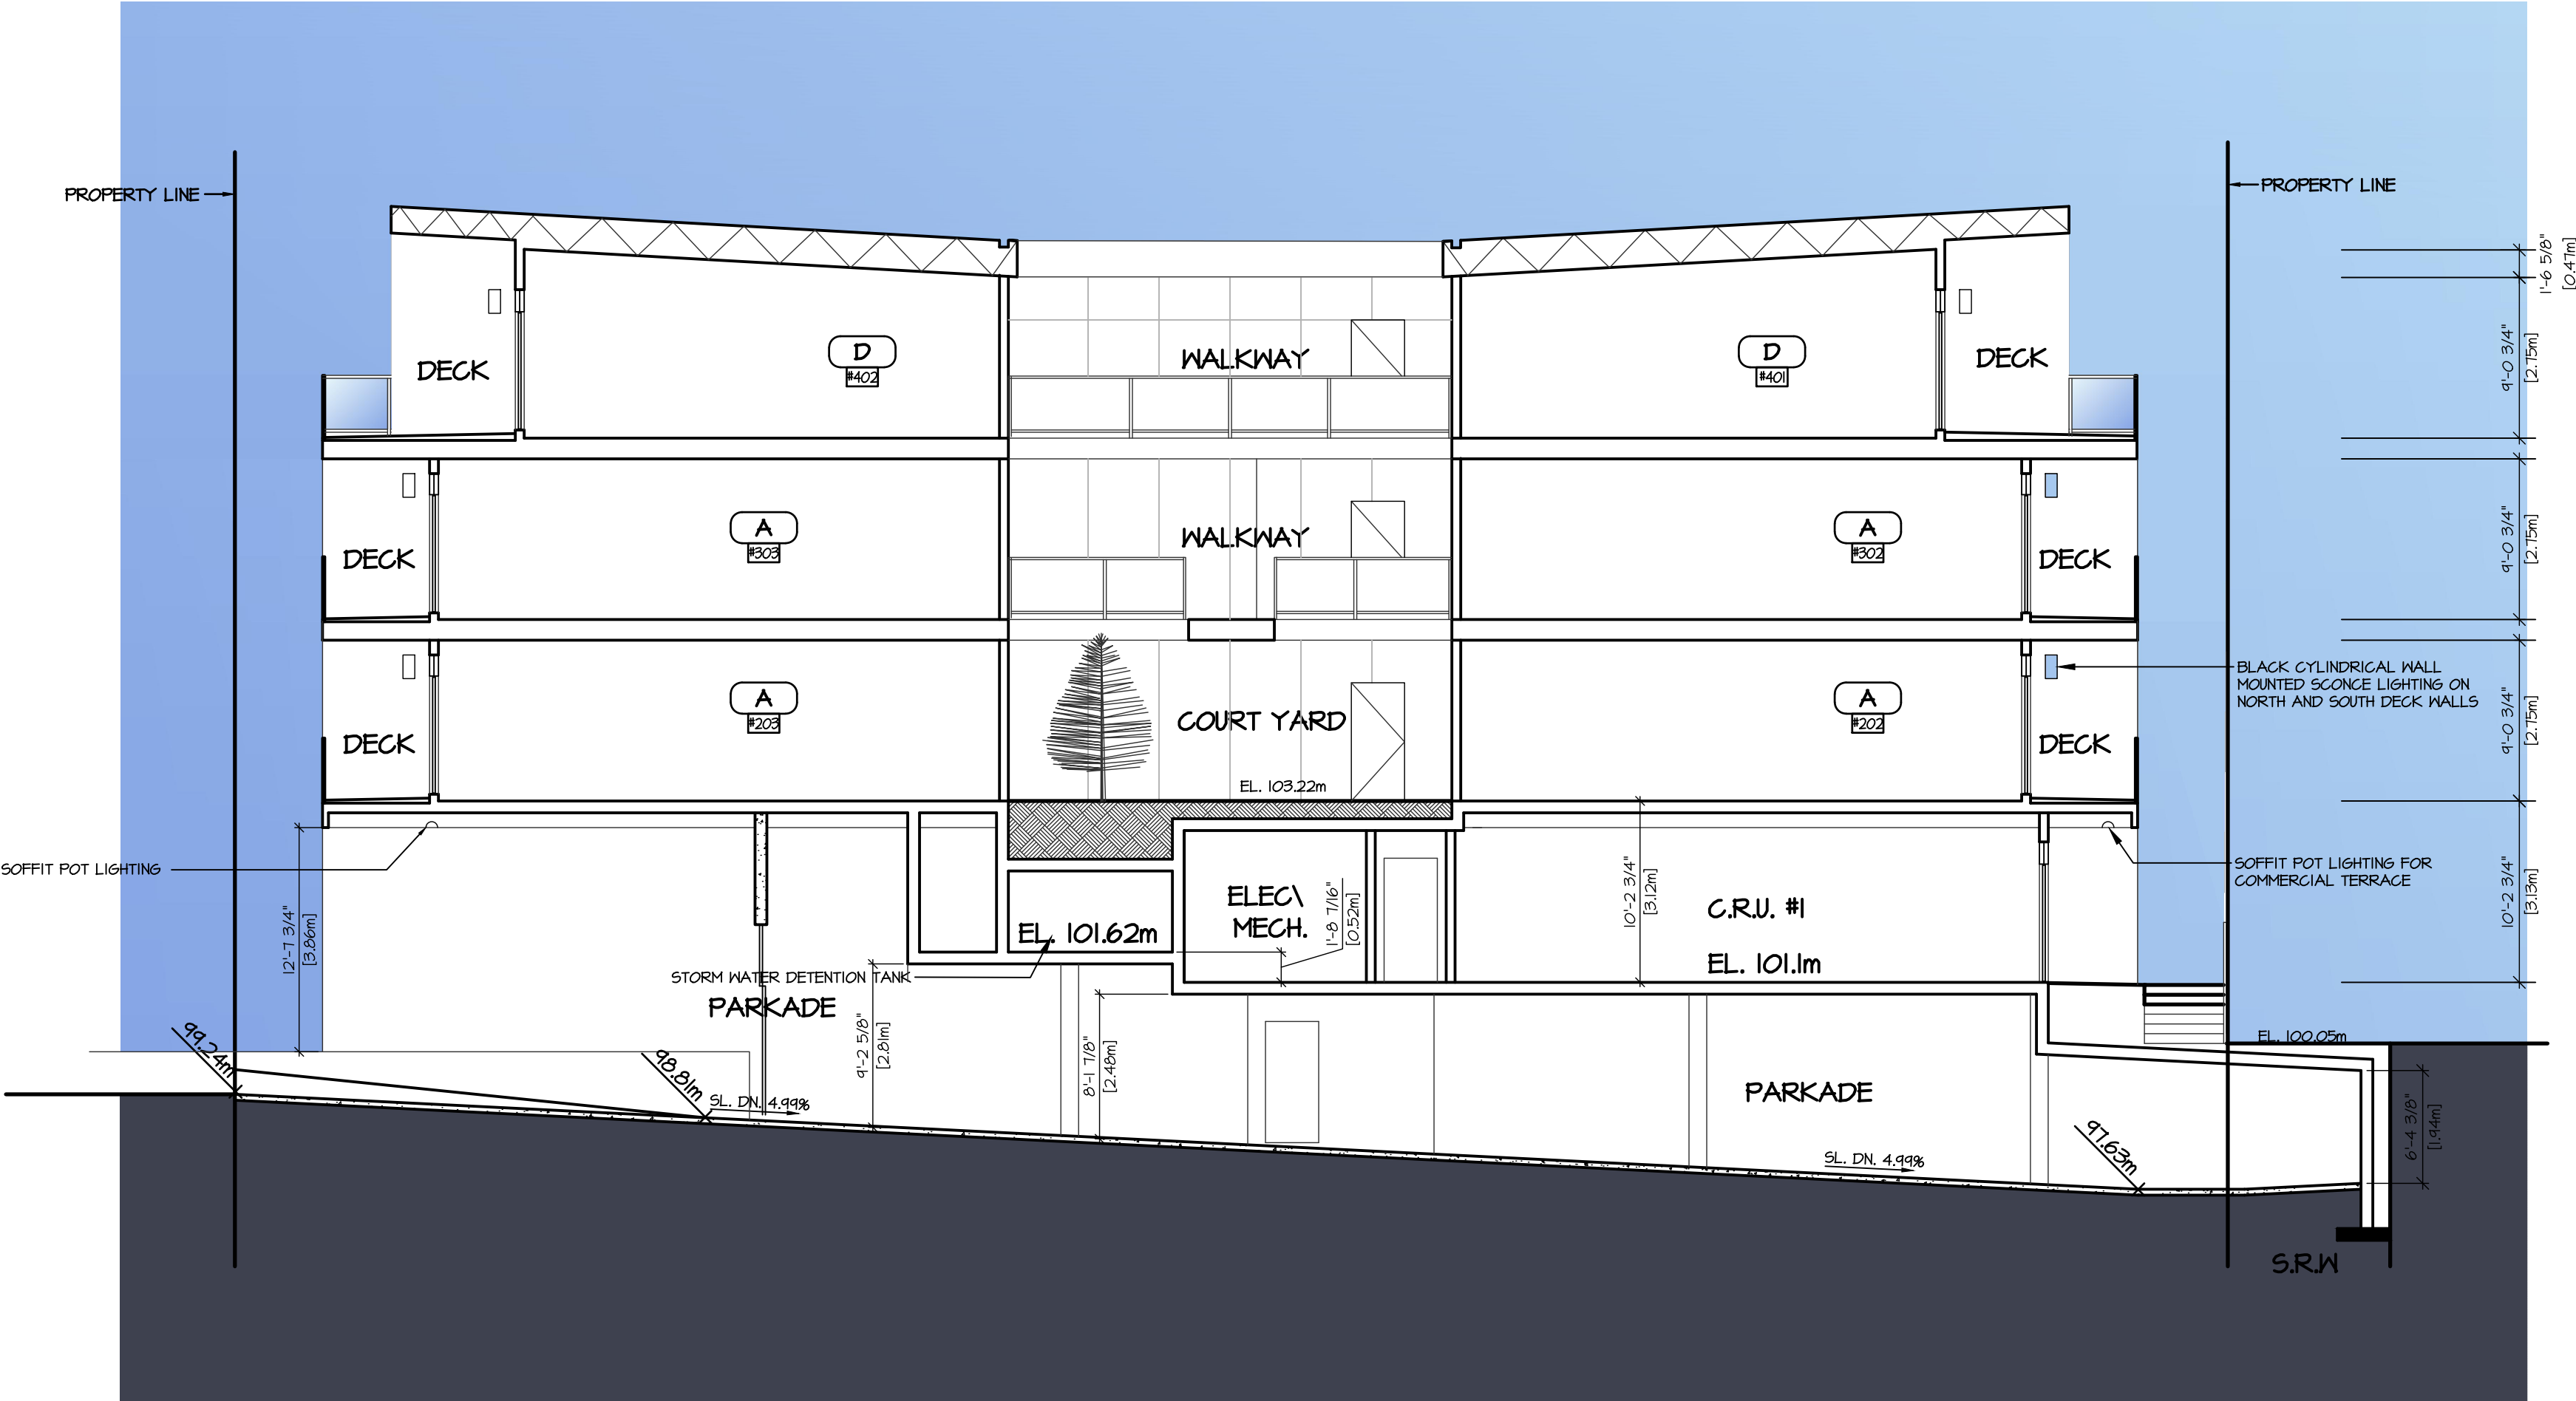 PROPERTY LINE
PROPERTY LINE
1'-6 5/8"
[0.47m]
D
#402
WALKWAY
D
#401
DECK
DECK
9'-0 3/4"
[2.75m]
A
#303
WALKWAY
A
#302
DECK
DECK
9'-0 3/4"
[2.75m]
BLACK CYLINDRICAL WALL
MOUNTED SCONCE LIGHTING ON
NORTH AND SOUTH DECK WALLS
A
#203
COURT YARD
A
#202
DECK
DECK
9'-0 3/4"
[2.75m]
EL. 103.22m
SOFFIT POT LIGHTING
SOFFIT POT LIGHTING FOR
COMMERCIAL TERRACE
12'-7 3/4"
[3.86m]
ELEC\
MECH.
1'-8 7/16"
[0.52m]
10'-2 3/4"
[3.12m]
C.R.U. #1
10'-2 3/4"
[3.13m]
EL. 101.62m
EL. 101.1m
STORM WATER DETENTION TANK
PARKADE
99.24m
98.81m
9'-2 5/8"
[2.81m]
8'-1 7/8"
[2.48m]
EL. 100.05m
SL. DN. 4.99%
PARKADE
6'-4 3/8"
[1.94m]
SL. DN. 4.99%
97.63m
S.R.W